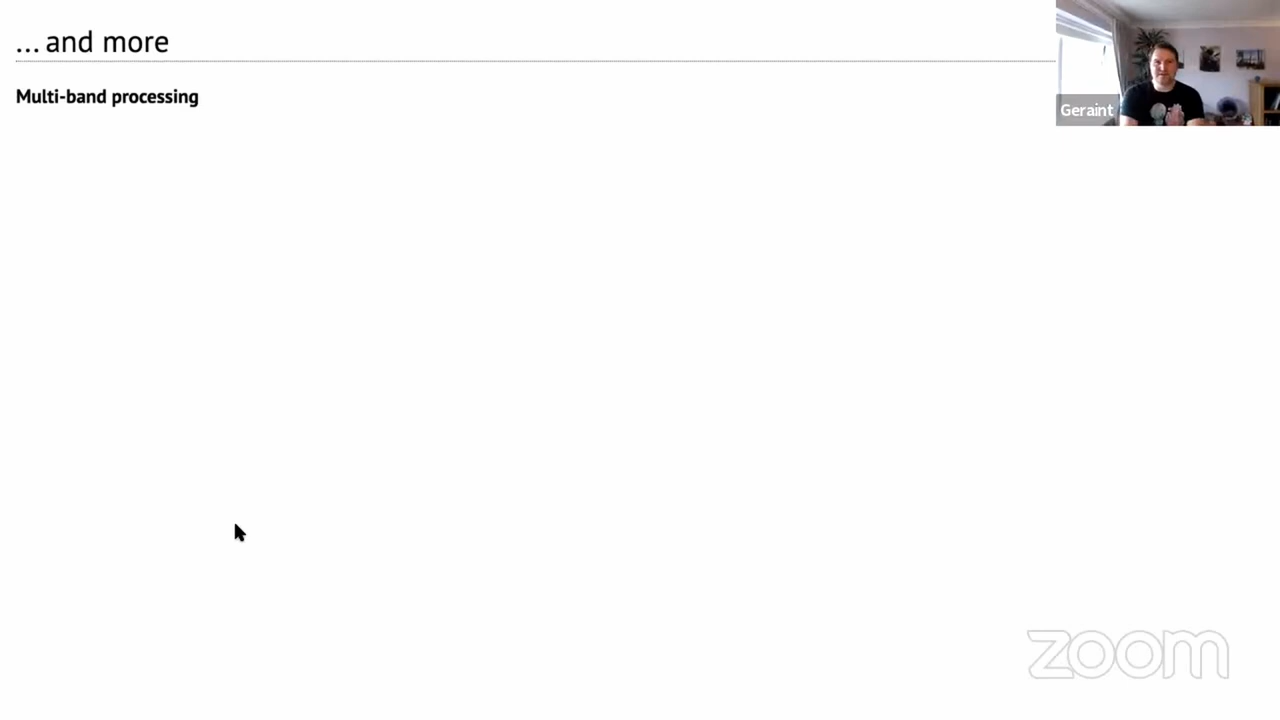 ... and more
Multi-band processing
Geraint
zoom